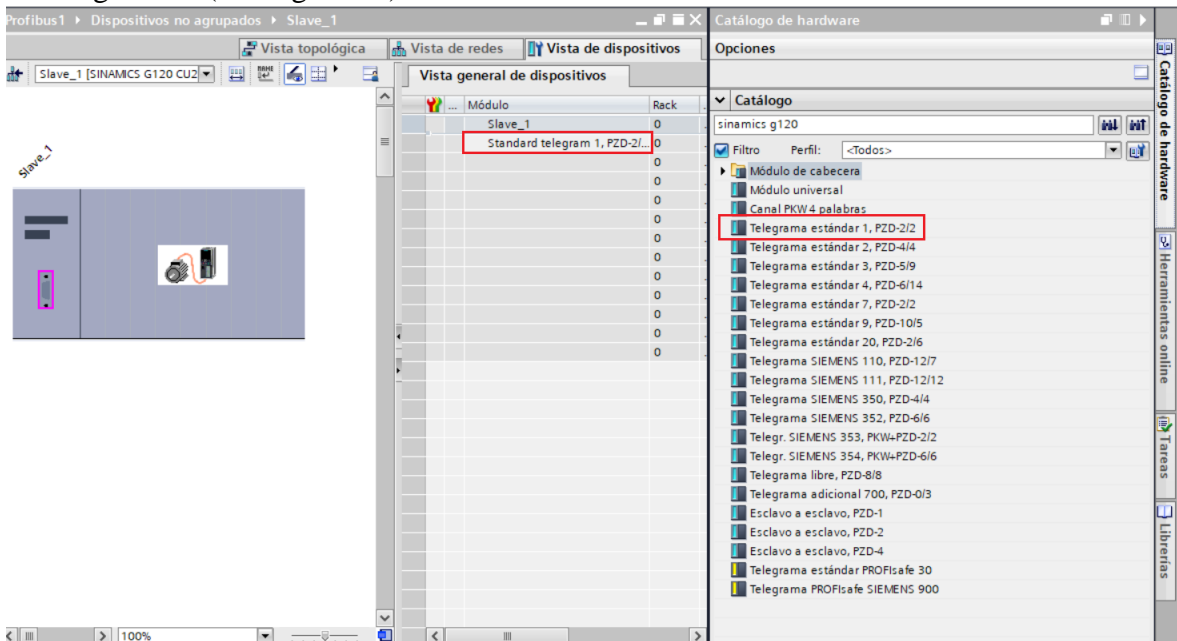 Profibus1 ▸ Dispositivos no agrupados ▸ Slave_1
Vista topológica
Vista de redes
Vista de dispositivos
Slave_1 [SINAMICS G120 CU2
Vista general de dispositivos
... Módulo Rack
Slave_1 0
Standard telegram 1, PZD-2/... 0
0
0
0
0
0
0
0
0
0
0
0
Slave_1
100%
Catálogo de hardware
Opciones
Catálogo
sinamics g120
Filtro Perfil: <Todos>
Módulo de cabecera
Módulo universal
Canal PKW 4 palabras
Telegrama estándar 1, PZD-2/2
Telegrama estándar 2, PZD-4/4
Telegrama estándar 3, PZD-5/9
Telegrama estándar 4, PZD-6/14
Telegrama estándar 7, PZD-2/2
Telegrama estándar 9, PZD-10/5
Telegrama estándar 20, PZD-2/6
Telegrama SIEMENS 110, PZD-12/7
Telegrama SIEMENS 111, PZD-12/12
Telegrama SIEMENS 350, PZD-4/4
Telegrama SIEMENS 352, PZD-6/6
Telegr. SIEMENS 353, PKW+PZD-2/2
Telegr. SIEMENS 354, PKW+PZD-6/6
Telegrama libre, PZD-8/8
Telegrama adicional 700, PZD-0/3
Esclavo a esclavo, PZD-1
Esclavo a esclavo, PZD-2
Esclavo a esclavo, PZD-4
Telegrama estándar PROFIsafe 30
Telegrama PROFIsafe SIEMENS 900
Catálogo de hardware
Herramientas online
Tareas
Librerías